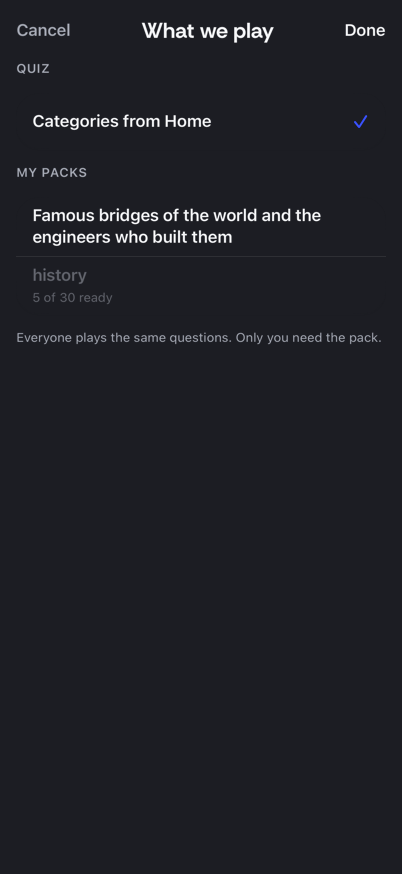 Cancel
What we play
Done
QUIZ
Categories from Home
MY PACKS
Famous bridges of the world and the
engineers who built them
history
5 of 30 ready
Everyone plays the same questions. Only you need the pack.